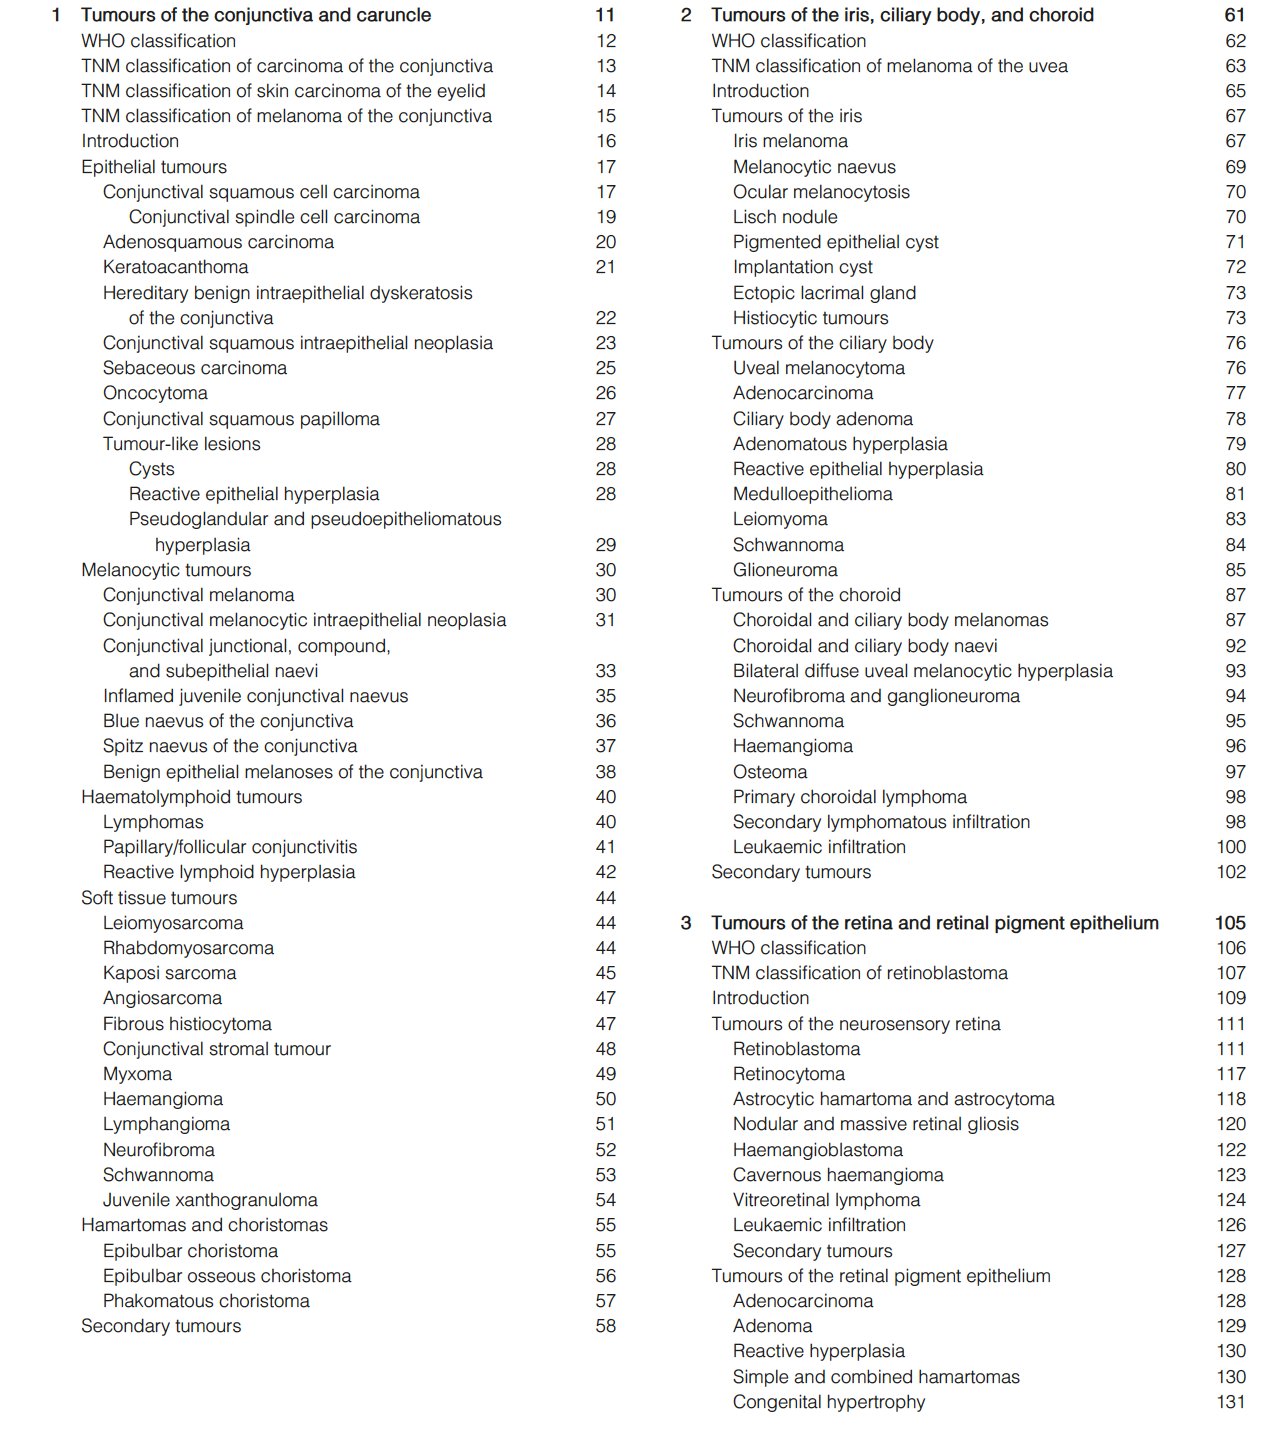 1 Tumours of the conjunctiva and caruncle 11
WHO classification 12
TNM classification of carcinoma of the conjunctiva 13
TNM classification of skin carcinoma of the eyelid 14
TNM classification of melanoma of the conjunctiva 15
Introduction 16
Epithelial tumours 17
Conjunctival squamous cell carcinoma 17
Conjunctival spindle cell carcinoma 19
Adenosquamous carcinoma 20
Keratoacanthoma 21
Hereditary benign intraepithelial dyskeratosis
of the conjunctiva 22
Conjunctival squamous intraepithelial neoplasia 23
Sebaceous carcinoma 25
Oncocytoma 26
Conjunctival squamous papilloma 27
Tumour-like lesions 28
Cysts 28
Reactive epithelial hyperplasia 28
Pseudoglandular and pseudoepitheliomatous
hyperplasia 29
Melanocytic tumours 30
Conjunctival melanoma 30
Conjunctival melanocytic intraepithelial neoplasia 31
Conjunctival junctional, compound,
and subepithelial naevi 33
Inflamed juvenile conjunctival naevus 35
Blue naevus of the conjunctiva 36
Spitz naevus of the conjunctiva 37
Benign epithelial melanoses of the conjunctiva 38
Haematolymphoid tumours 40
Lymphomas 40
Papillary/follicular conjunctivitis 41
Reactive lymphoid hyperplasia 42
Soft tissue tumours 44
Leiomyosarcoma 44
Rhabdomyosarcoma 44
Kaposi sarcoma 45
Angiosarcoma 47
Fibrous histiocytoma 47
Conjunctival stromal tumour 48
Myxoma 49
Haemangioma 50
Lymphangioma 51
Neurofibroma 52
Schwannoma 53
Juvenile xanthogranuloma 54
Hamartomas and choristomas 55
Epibulbar choristoma 55
Epibulbar osseous choristoma 56
Phakomatous choristoma 57
Secondary tumours 58
2 Tumours of the iris, ciliary body, and choroid 61
WHO classification 62
TNM classification of melanoma of the uvea 63
Introduction 65
Tumours of the iris 67
Iris melanoma 67
Melanocytic naevus 69
Ocular melanocytosis 70
Lisch nodule 70
Pigmented epithelial cyst 71
Implantation cyst 72
Ectopic lacrimal gland 73
Histiocytic tumours 73
Tumours of the ciliary body 76
Uveal melanocytoma 76
Adenocarcinoma 77
Ciliary body adenoma 78
Adenomatous hyperplasia 79
Reactive epithelial hyperplasia 80
Medulloepithelioma 81
Leiomyoma 83
Schwannoma 84
Glioneuroma 85
Tumours of the choroid 87
Choroidal and ciliary body melanomas 87
Choroidal and ciliary body naevi 92
Bilateral diffuse uveal melanocytic hyperplasia 93
Neurofibroma and ganglioneuroma 94
Schwannoma 95
Haemangioma 96
Osteoma 97
Primary choroidal lymphoma 98
Secondary lymphomatous infiltration 98
Leukaemic infiltration 100
Secondary tumours 102
3 Tumours of the retina and retinal pigment epithelium 105
WHO classification 106
TNM classification of retinoblastoma 107
Introduction 109
Tumours of the neurosensory retina 111
Retinoblastoma 111
Retinocytoma 117
Astrocytic hamartoma and astrocytoma 118
Nodular and massive retinal gliosis 120
Haemangioblastoma 122
Cavernous haemangioma 123
Vitreoretinal lymphoma 124
Leukaemic infiltration 126
Secondary tumours 127
Tumours of the retinal pigment epithelium 128
Adenocarcinoma 128
Adenoma 129
Reactive hyperplasia 130
Simple and combined hamartomas 130
Congenital hypertrophy 131